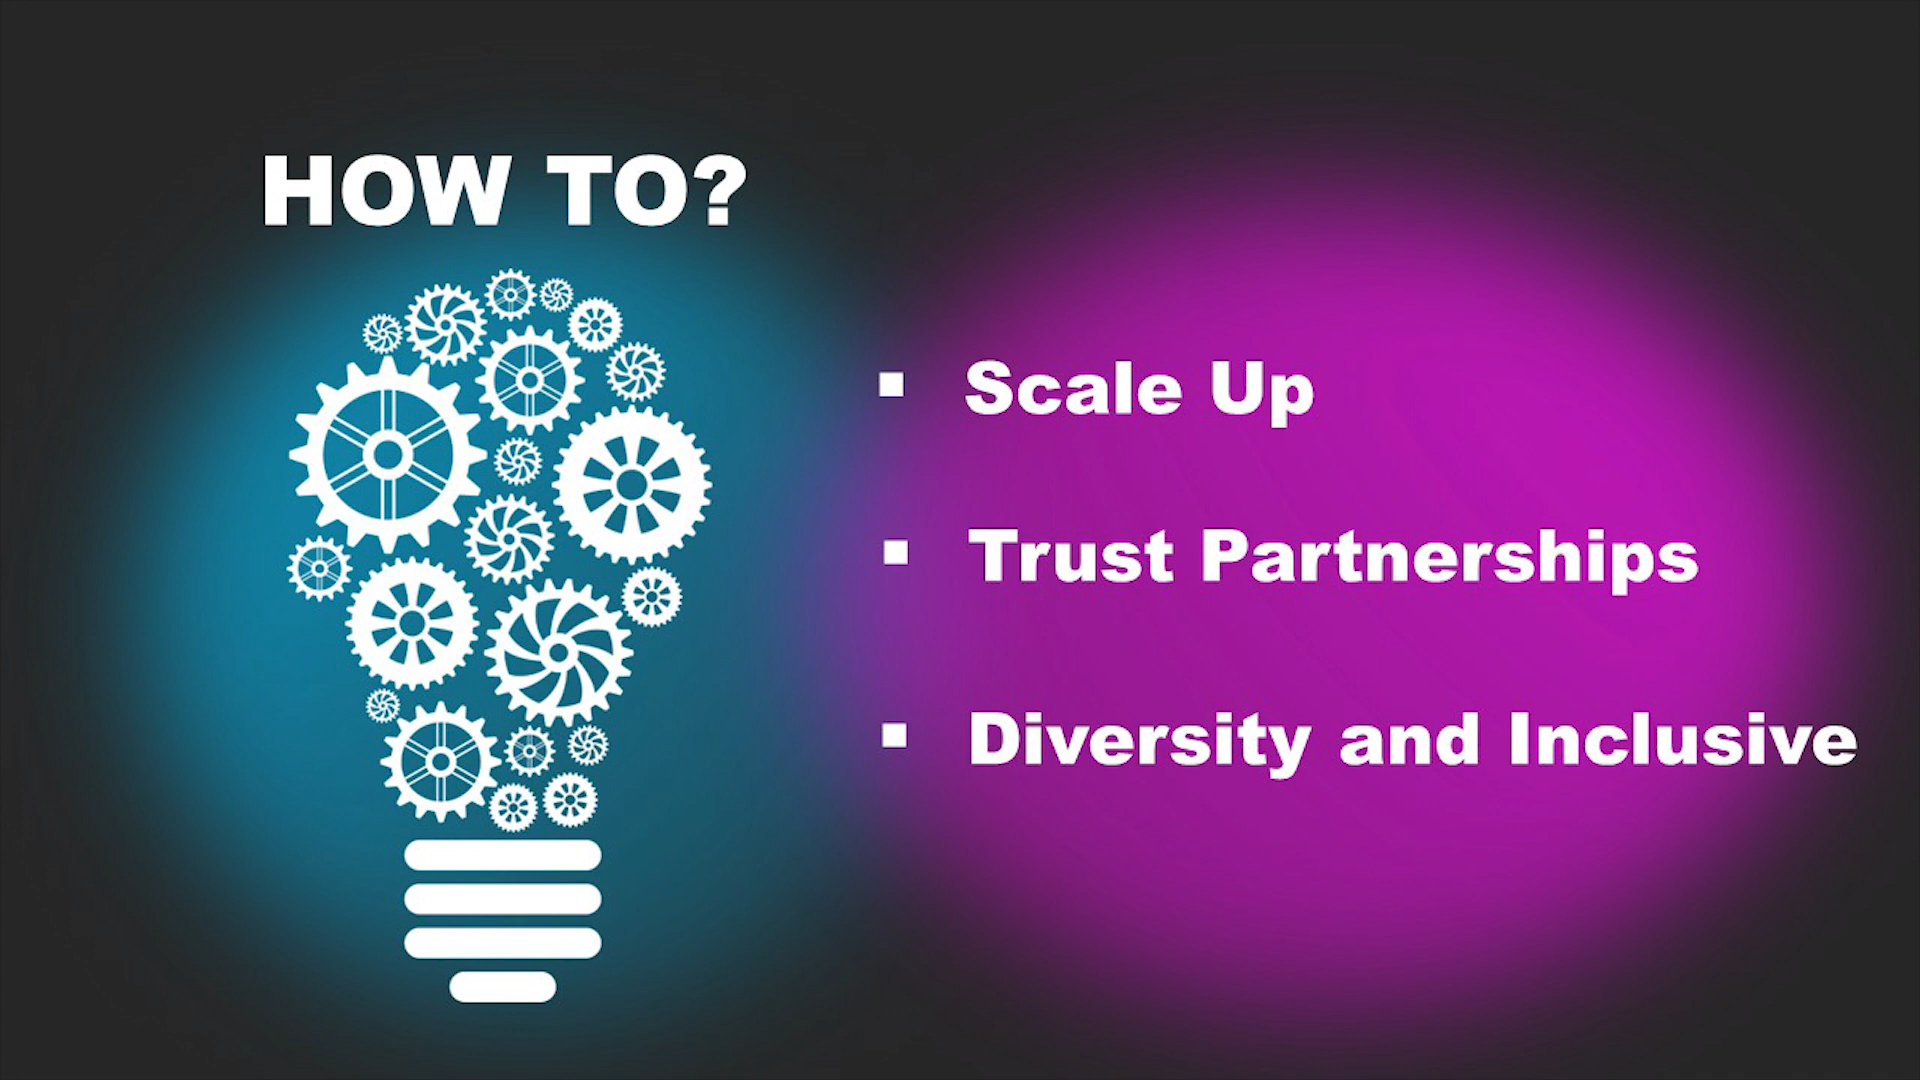 HOW TO?
▪ Scale Up
▪ Trust Partnerships
▪ Diversity and Inclusive